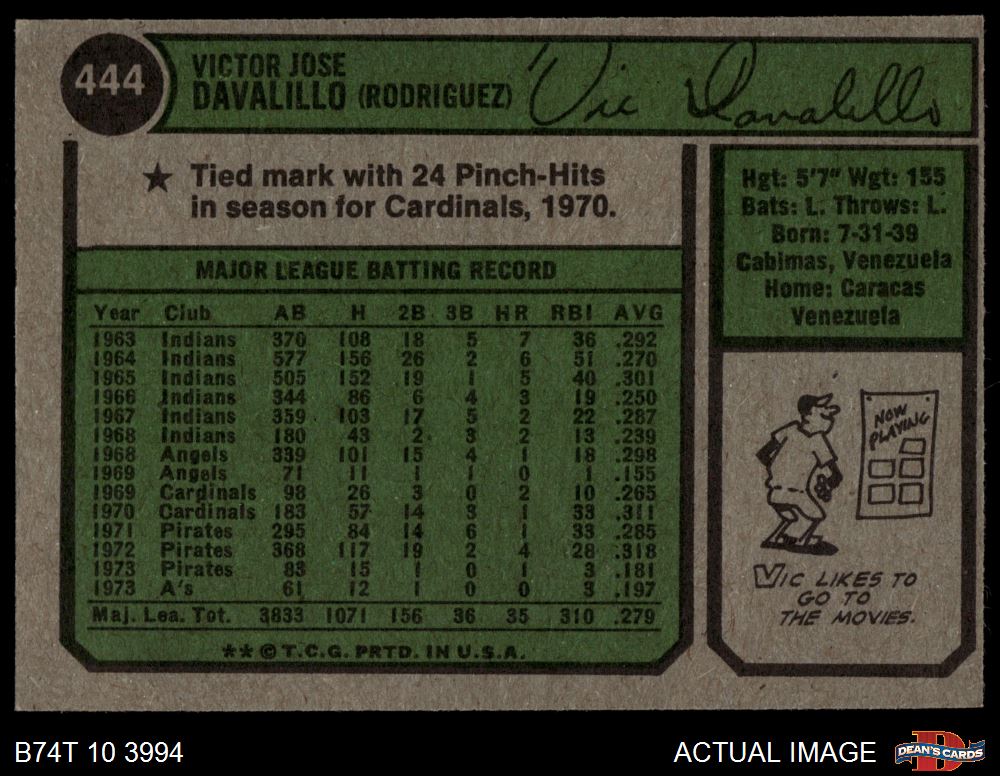 444
VICTOR JOSE
DAVALILLO (RODRIGUEZ)
Vic Davalillo
★ Tied mark with 24 Pinch-Hits
in season for Cardinals, 1970.
MAJOR LEAGUE BATTING RECORD
Year Club AB H 2B 3B HR RBI AVG
1963 Indians 370 108 18 5 7 36 .292
1964 Indians 577 156 26 2 6 51 .270
1965 Indians 505 152 19 1 5 40 .301
1966 Indians 344 86 6 4 3 19 .250
1967 Indians 359 103 17 5 2 22 .287
1968 Indians 180 43 2 3 2 13 .239
1968 Angels 339 101 15 4 1 18 .298
1969 Angels 71 11 1 1 0 1 .155
1969 Cardinals 98 26 3 0 2 10 .265
1970 Cardinals 183 57 14 3 1 33 .311
1971 Pirates 295 84 14 6 1 33 .285
1972 Pirates 368 117 19 2 4 28 .318
1973 Pirates 83 15 1 0 1 3 .181
1973 A's 61 12 1 0 0 3 .197
Maj. Lea. Tot. 3833 1071 156 36 35 310 .279
**© T.C.G. PRTD. IN U.S.A.
Hgt: 5'7" Wgt: 155
Bats: L. Throws: L.
Born: 7-31-39
Cabimas, Venezuela
Home: Caracas
Venezuela
NOW
PLAYING
VIC LIKES TO
GO TO
THE MOVIES.
B74T 10 3994
ACTUAL IMAGE
DEAN'S CARDS